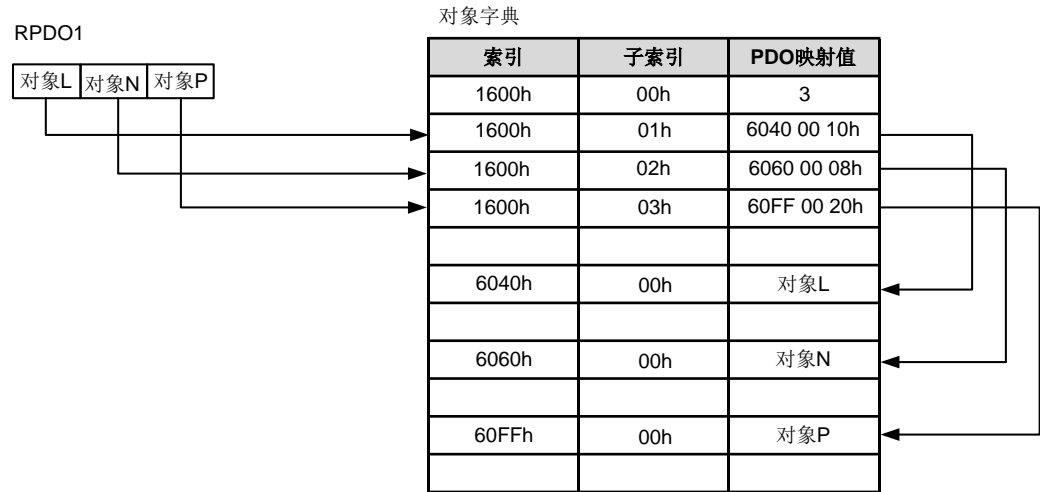 对象字典
RPDO1
对象L 对象N 对象P
索引 子索引 PDO映射值
1600h 00h 3
1600h 01h 6040 00 10h
1600h 02h 6060 00 08h
1600h 03h 60FF 00 20h
6040h 00h 对象L
6060h 00h 对象N
60FFh 00h 对象P